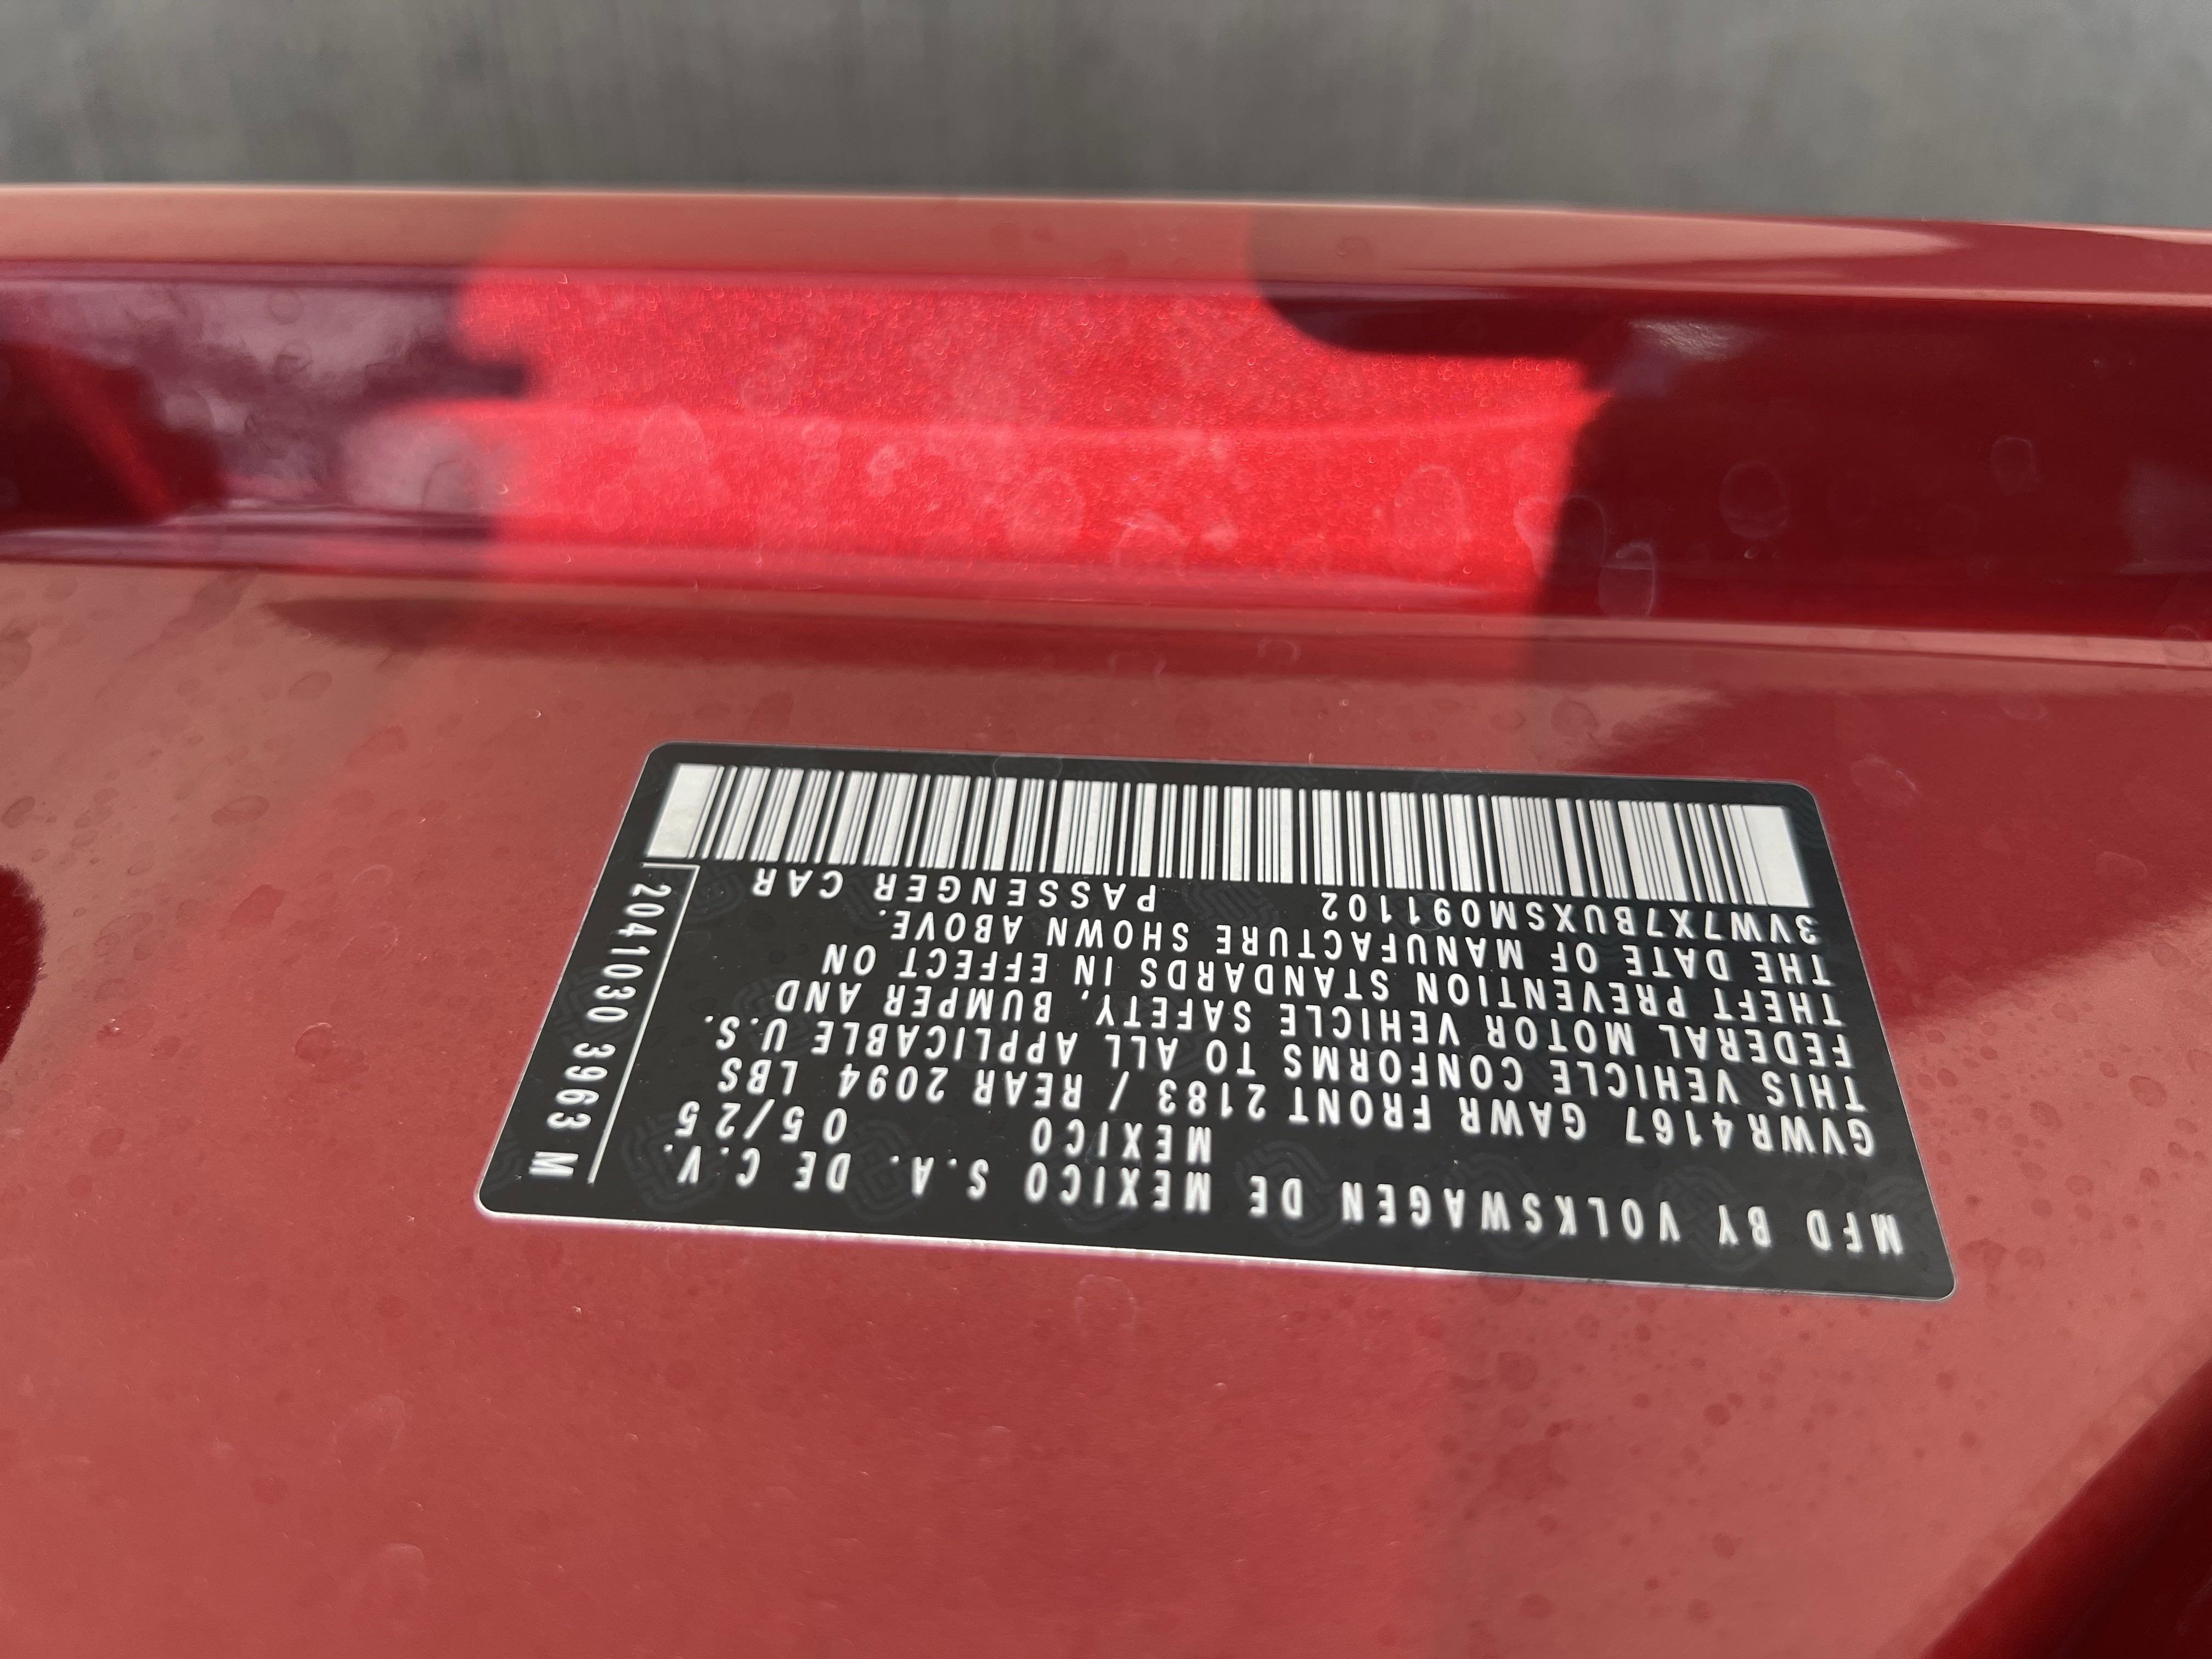 MFD BY VOLKSWAGEN DE MEXICO S.A. DE C.V.
MEXICO 05/25
GVWR 4167 GAWR FRONT 2183 / REAR 2094 LBS
THIS VEHICLE CONFORMS TO ALL APPLICABLE U.S.
FEDERAL MOTOR VEHICLE SAFETY, BUMPER AND
THEFT PREVENTION STANDARDS IN EFFECT ON
THE DATE OF MANUFACTURE SHOWN ABOVE.
3VW7X7BUXSM091102 PASSENGER CAR
2041030 3963 M